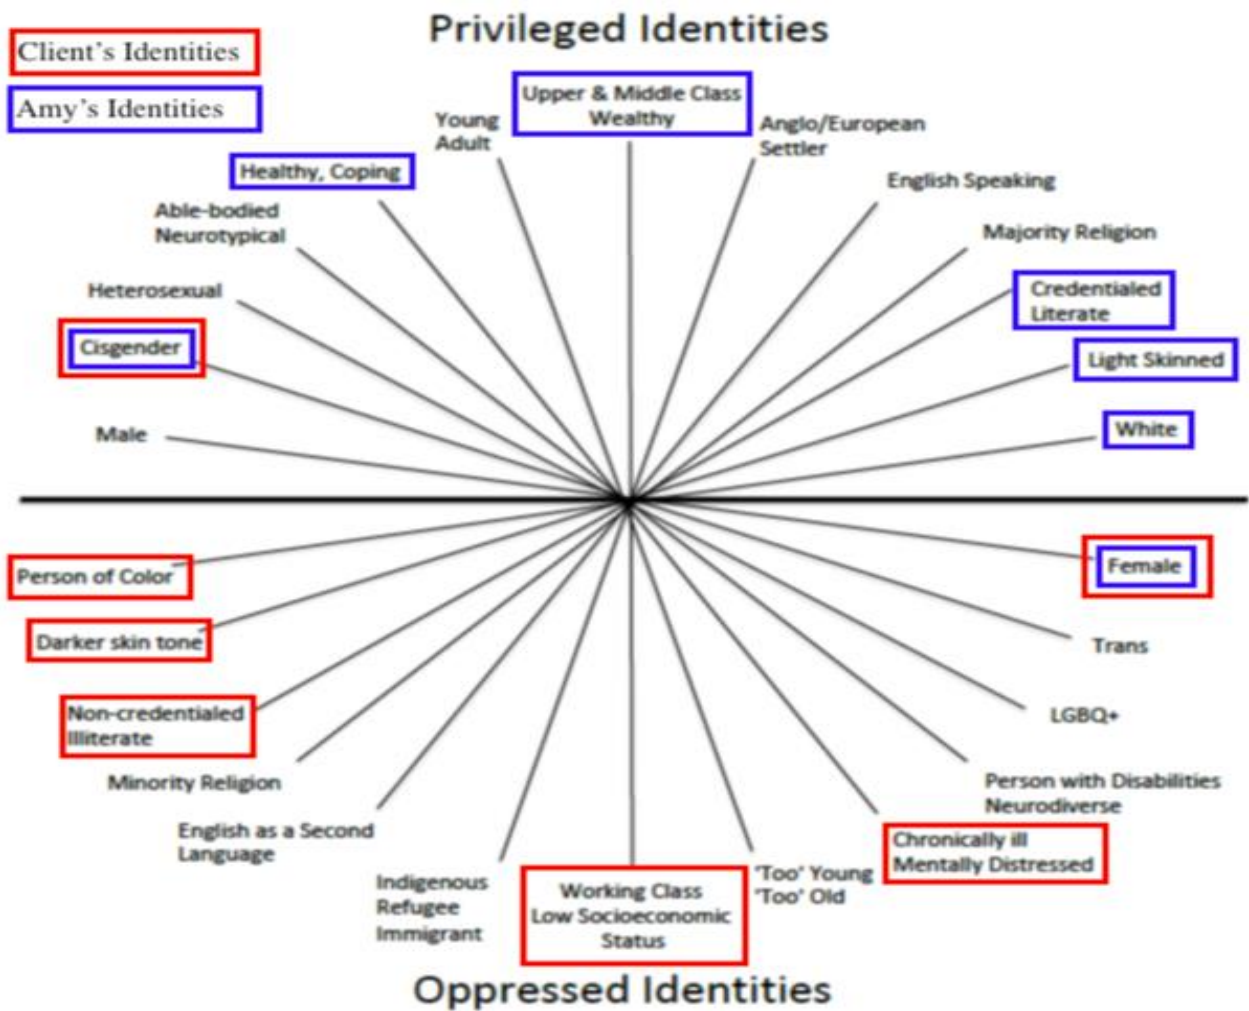 Privileged Identities
Client's Identities
Amy's Identities
Upper & Middle Class
Wealthy
Young
Adult
Anglo/European
Settler
Healthy, Coping
English Speaking
Able-bodied
Neurotypical
Majority Religion
Heterosexual
Credentialed
Literate
Cisgender
Light Skinned
Male
White
Person of Color
Female
Darker skin tone
Trans
Non-credentialed
Illiterate
LGBQ+
Minority Religion
Person with Disabilities
Neurodiverse
English as a Second
Language
Chronically ill
Mentally Distressed
Indigenous
Refugee
Immigrant
Working Class
Low Socioeconomic
Status
'Too' Young
'Too' Old
Oppressed Identities